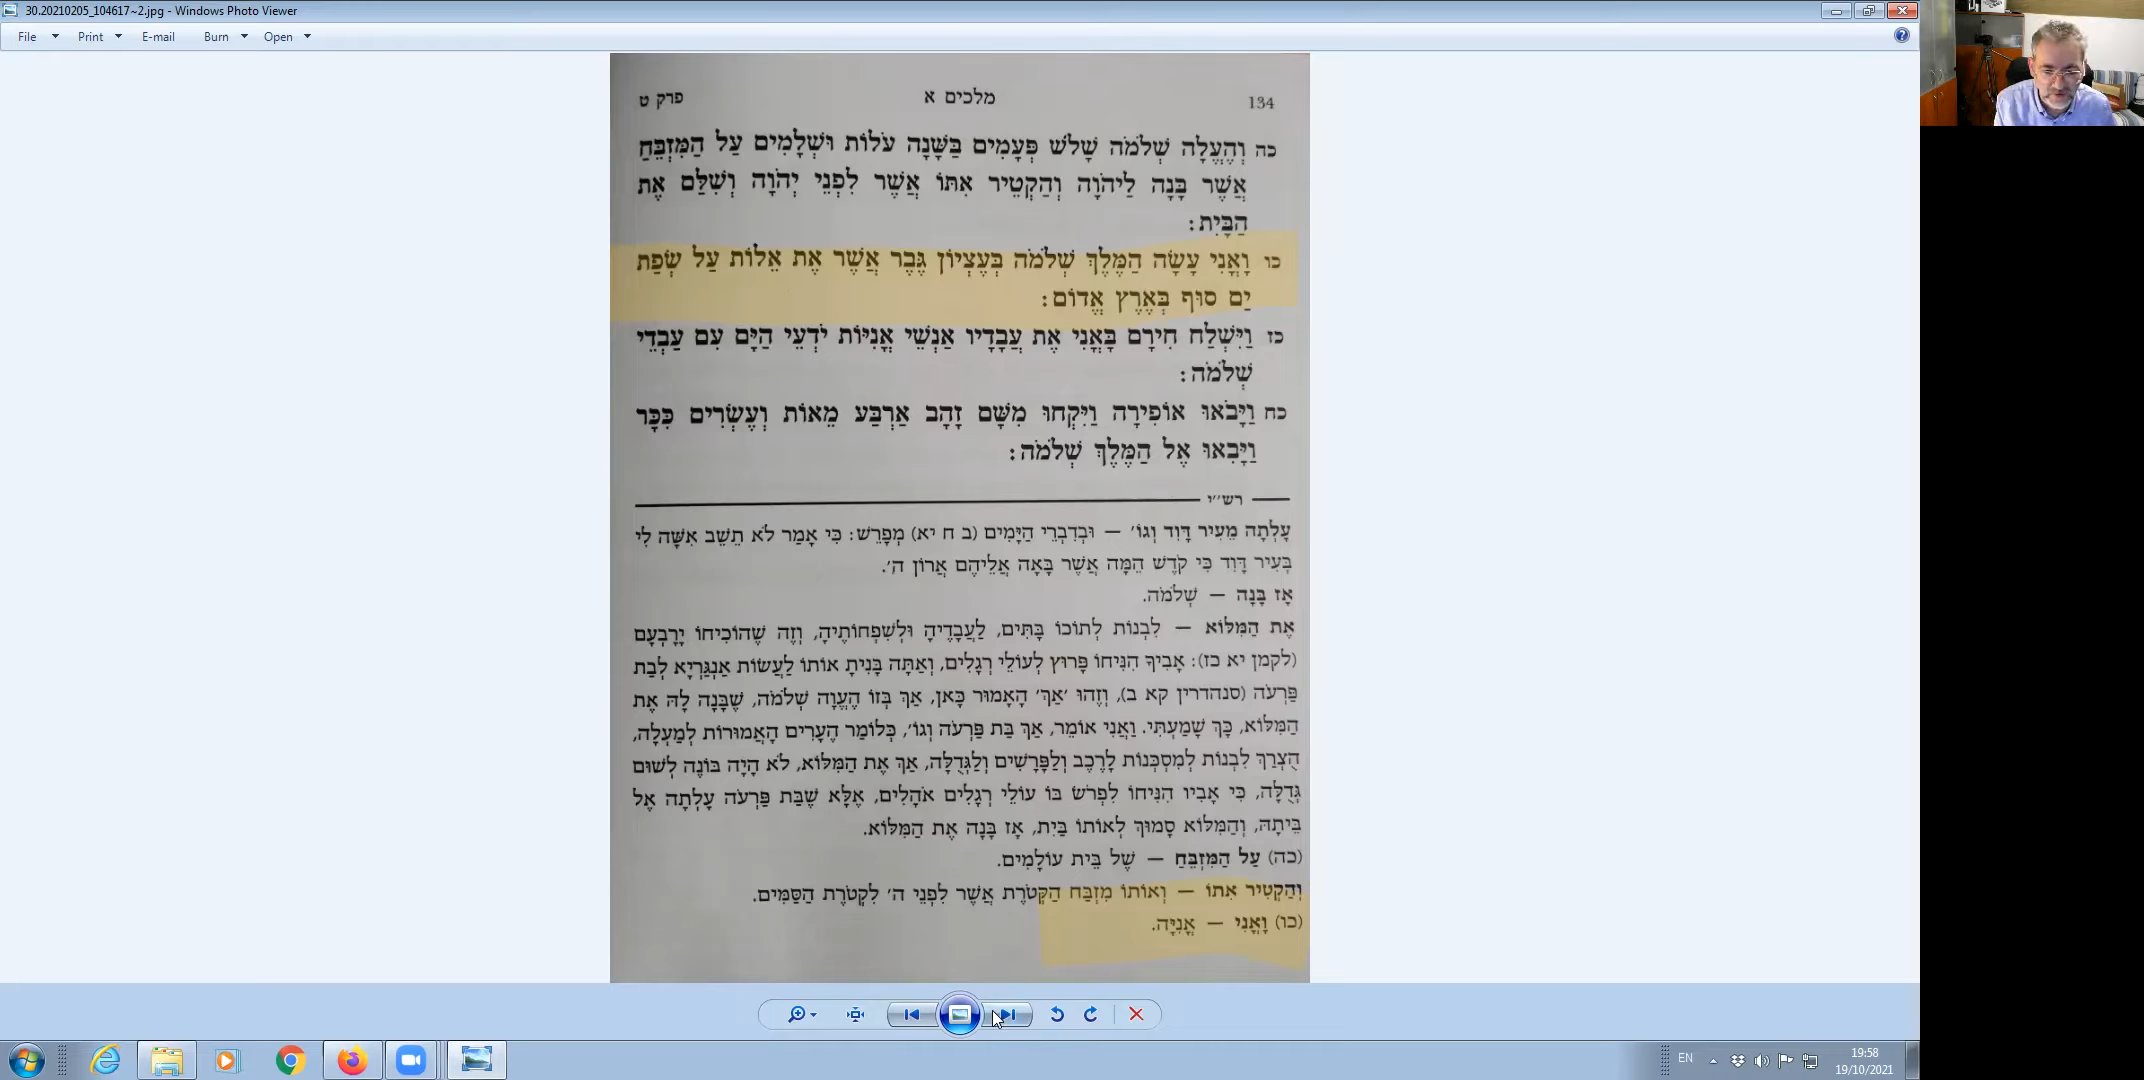 30.20210205_104617~2.jpg - Windows Photo Viewer
File Print E-mail Burn Open
134 מלכים א פרק ט
כה וְהֶעֱלָה שְׁלֹמֹה שָׁלֹשׁ פְּעָמִים בַּשָּׁנָה עֹלוֹת וּשְׁלָמִים עַל הַמִּזְבֵּחַ
אֲשֶׁר בָּנָה לַיהֹוָה וְהַקְטֵיר אִתּוֹ אֲשֶׁר לִפְנֵי יְהֹוָה וְשִׁלַּם אֶת
הַבָּיִת:
כו וָאֳנִי עָשָׂה הַמֶּלֶךְ שְׁלֹמֹה בְּעֶצְיוֹן גֶּבֶר אֲשֶׁר אֶת אֵלוֹת עַל שְׂפַת
יַם סוּף בְּאֶרֶץ אֱדוֹם:
כז וַיִּשְׁלַח חִירָם בָּאֳנִי אֶת עֲבָדָיו אַנְשֵׁי אֳנִיּוֹת יֹדְעֵי הַיָּם עִם עַבְדֵי
שְׁלֹמֹה:
כח וַיָּבֹאוּ אוֹפִירָה וַיִּקְחוּ מִשָּׁם זָהָב אַרְבַּע מֵאוֹת וְעֶשְׂרִים כִּכָּר
וַיָּבִאוּ אֶל הַמֶּלֶךְ שְׁלֹמֹה:
רש''י
עָלְתָה מֵעִיר דָּוִד וְגוֹ' — וּבְדִבְרֵי הַיָּמִים (ב ח יא) מְפָרֵשׁ: כִּי אָמַר לֹא תֵשֵׁב אִשָּׁה לִי
בְּעִיר דָּוִד כִּי קֹדֶשׁ הֵמָּה אֲשֶׁר בָּאָה אֲלֵיהֶם אֲרוֹן ה'.
אָז בָּנָה — שְׁלֹמֹה.
אֶת הַמִּלּוֹא — לִבְנוֹת לְתוֹכוֹ בָּתִּים, לַעֲבָדֶיהָ וּלְשִׁפְחוֹתֶיהָ, וְזֶה שֶׁהוֹכִיחוֹ יָרָבְעָם
(לקמן יא כז): אָבִיךָ הִנִּיחוֹ פָּרוּץ לְעוֹלֵי רְגָלִים, וְאַתָּה בָּנִיתָ אוֹתוֹ לַעֲשׂוֹת אַנְגַּרְיָא לְבַת
פַּרְעֹה (סנהדרין קא ב), וְזֶהוּ 'אַךְ' הָאָמוּר כָּאן, אַךְ בְּזוֹ הֶעֱוָה שְׁלֹמֹה, שֶׁבָּנָה לָהּ אֶת
הַמִּלּוֹא, כָּךְ שָׁמַעְתִּי. וַאֲנִי אוֹמֵר, אַךְ בַּת פַּרְעֹה וְגוֹ', כְּלוֹמַר הֶעָרִים הָאֲמוּרוֹת לְמַעְלָה,
הֻצְרַךְ לִבְנוֹת לְמִסְכְּנוֹת לָרֶכֶב וְלַפָּרָשִׁים וְלַגְּדֻלָּה, אַךְ אֶת הַמִּלּוֹא, לֹא הָיָה בּוֹנֶה לְשׁוּם
גְּדֻלָּה, כִּי אָבִיו הִנִּיחוֹ לִפְרֹשׂ בּוֹ עוֹלֵי רְגָלִים אֹהָלִים, אֶלָּא שֶׁבַּת פַּרְעֹה עָלְתָה אֶל
בֵּיתָהּ, וְהַמִּלּוֹא סָמוּךְ לְאוֹתוֹ בַּיִת, אָז בָּנָה אֶת הַמִּלּוֹא.
(כה) עַל הַמִּזְבֵּחַ — שֶׁל בֵּית עוֹלָמִים.
וְהַקְטֵיר אִתּוֹ — וְאוֹתוֹ מִזְבַּח הַקְּטֹרֶת אֲשֶׁר לִפְנֵי ה' לִקְטֹרֶת הַסַּמִּים.
(כו) וָאֳנִי — אֳנִיָּה.
EN 19:58
19/10/2021